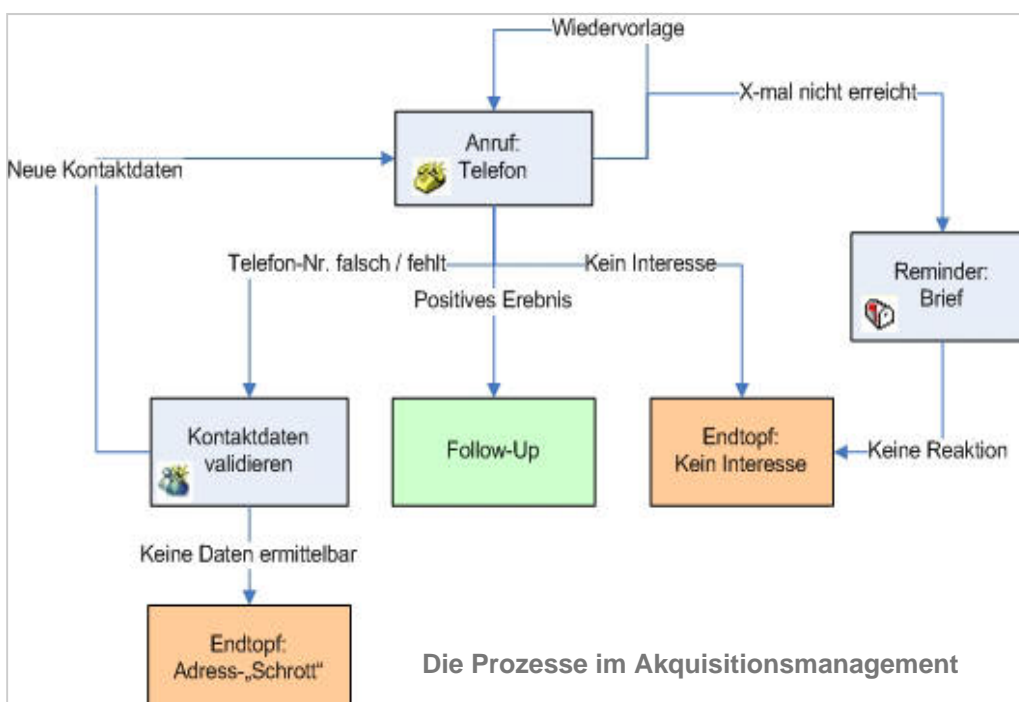 Wiedervorlage
X-mal nicht erreicht
Anruf:
Telefon
Neue Kontaktdaten
Telefon-Nr. falsch / fehlt
Kein Interesse
Positives Erebnis
Reminder:
Brief
Kontaktdaten
validieren
Follow-Up
Endtopf:
Kein Interesse
Keine Reaktion
Keine Daten ermittelbar
Endtopf:
Adress-„Schrott“
Die Prozesse im Akquisitionsmanagement